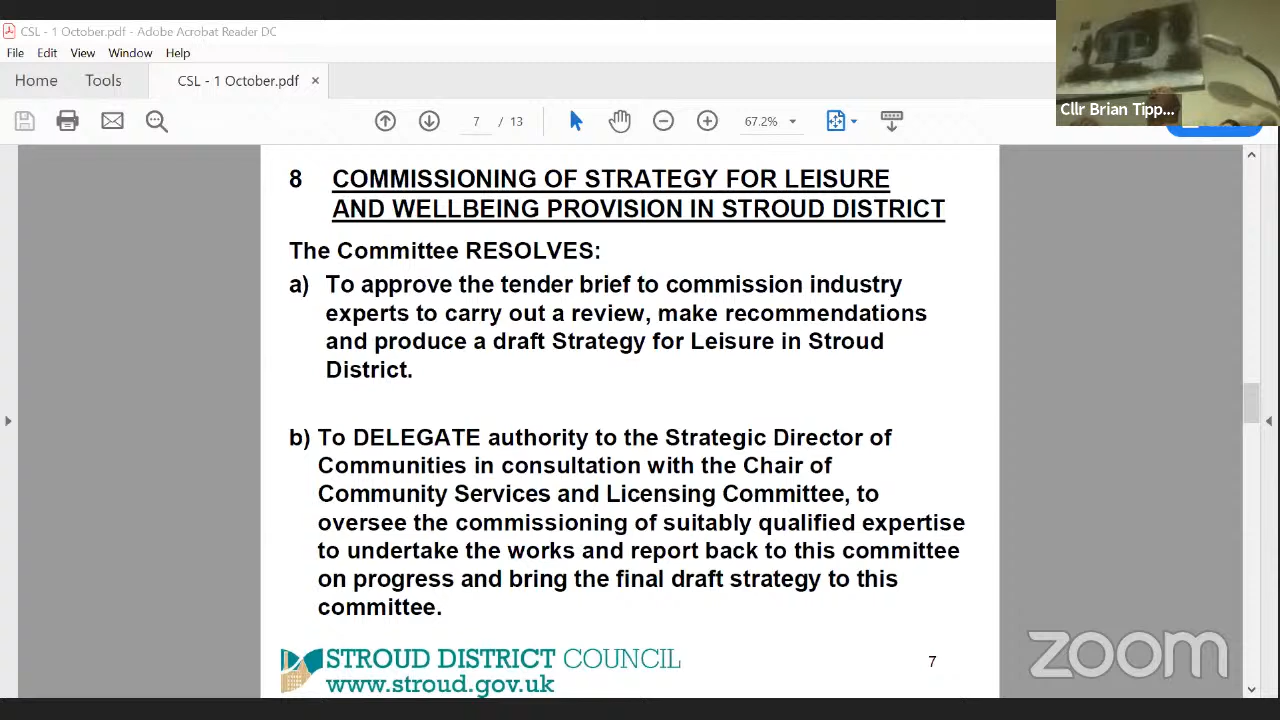 CSL - 1 October.pdf - Adobe Acrobat Reader DC
File Edit View Window Help
Home Tools CSL - 1 October.pdf ×
7 / 13 67.2%
Cllr Brian Tipp...
8 COMMISSIONING OF STRATEGY FOR LEISURE
AND WELLBEING PROVISION IN STROUD DISTRICT
The Committee RESOLVES:
a) To approve the tender brief to commission industry
experts to carry out a review, make recommendations
and produce a draft Strategy for Leisure in Stroud
District.
b) To DELEGATE authority to the Strategic Director of
Communities in consultation with the Chair of
Community Services and Licensing Committee, to
oversee the commissioning of suitably qualified expertise
to undertake the works and report back to this committee
on progress and bring the final draft strategy to this
committee.
STROUD DISTRICT COUNCIL
www.stroud.gov.uk
7
zoom